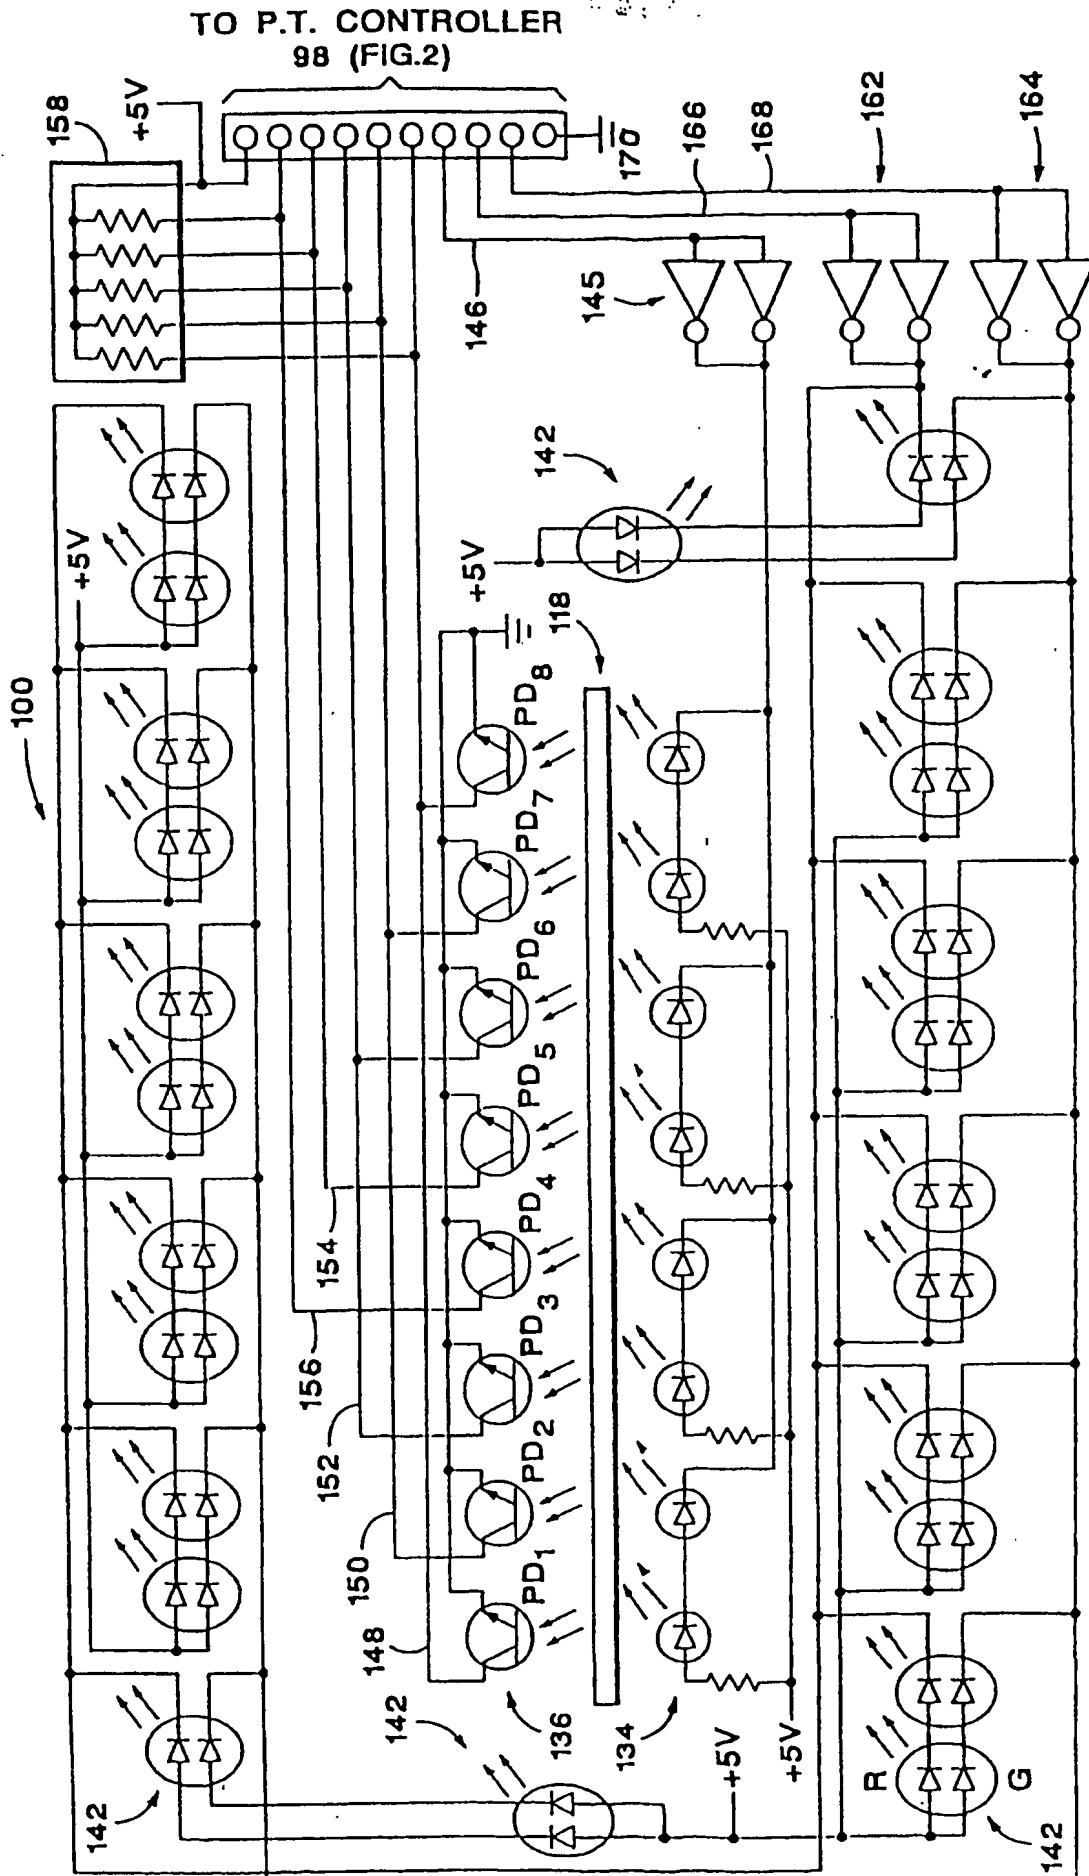 TO P.T. CONTROLLER
98 (FIG.2)
158
+5V
170
166
168
162
164
146
145
100
+5V
142
+5V
118
PD8
PD7
PD6
PD5
PD4
PD3
PD2
PD1
154
156
152
150
148
142
136
134
142
+5V
+5V
R
G
142